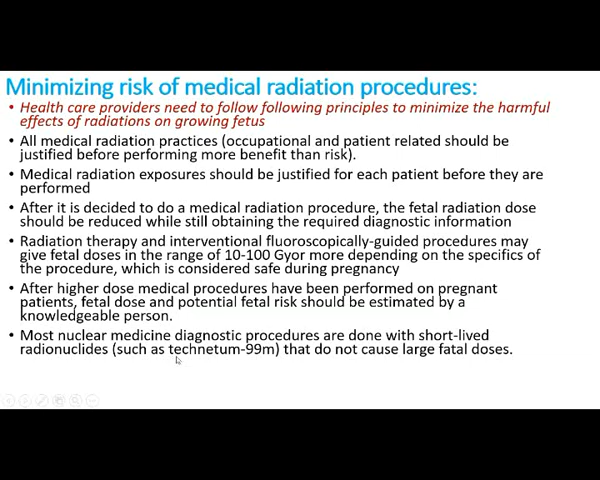 Minimizing risk of medical radiation procedures:
• Health care providers need to follow following principles to minimize the harmful
effects of radiations on growing fetus
• All medical radiation practices (occupational and patient related should be
justified before performing more benefit than risk).
• Medical radiation exposures should be justified for each patient before they are
performed
• After it is decided to do a medical radiation procedure, the fetal radiation dose
should be reduced while still obtaining the required diagnostic information
• Radiation therapy and interventional fluoroscopically-guided procedures may
give fetal doses in the range of 10-100 Gyor more depending on the specifics of
the procedure, which is considered safe during pregnancy
• After higher dose medical procedures have been performed on pregnant
patients, fetal dose and potential fetal risk should be estimated by a
knowledgeable person.
• Most nuclear medicine diagnostic procedures are done with short-lived
radionuclides (such as technetum-99m) that do not cause large fatal doses.